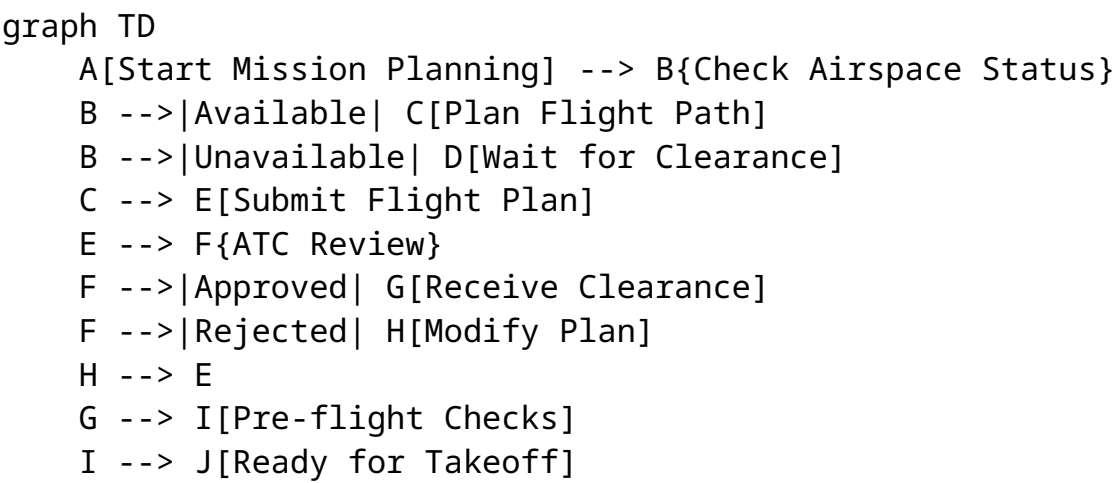 graph TD
    A[Start Mission Planning] --> B{Check Airspace Status}
    B -->|Available| C[Plan Flight Path]
    B -->|Unavailable| D[Wait for Clearance]
    C --> E[Submit Flight Plan]
    E --> F{ATC Review}
    F -->|Approved| G[Receive Clearance]
    F -->|Rejected| H[Modify Plan]
    H --> E
    G --> I[Pre-flight Checks]
    I --> J[Ready for Takeoff]